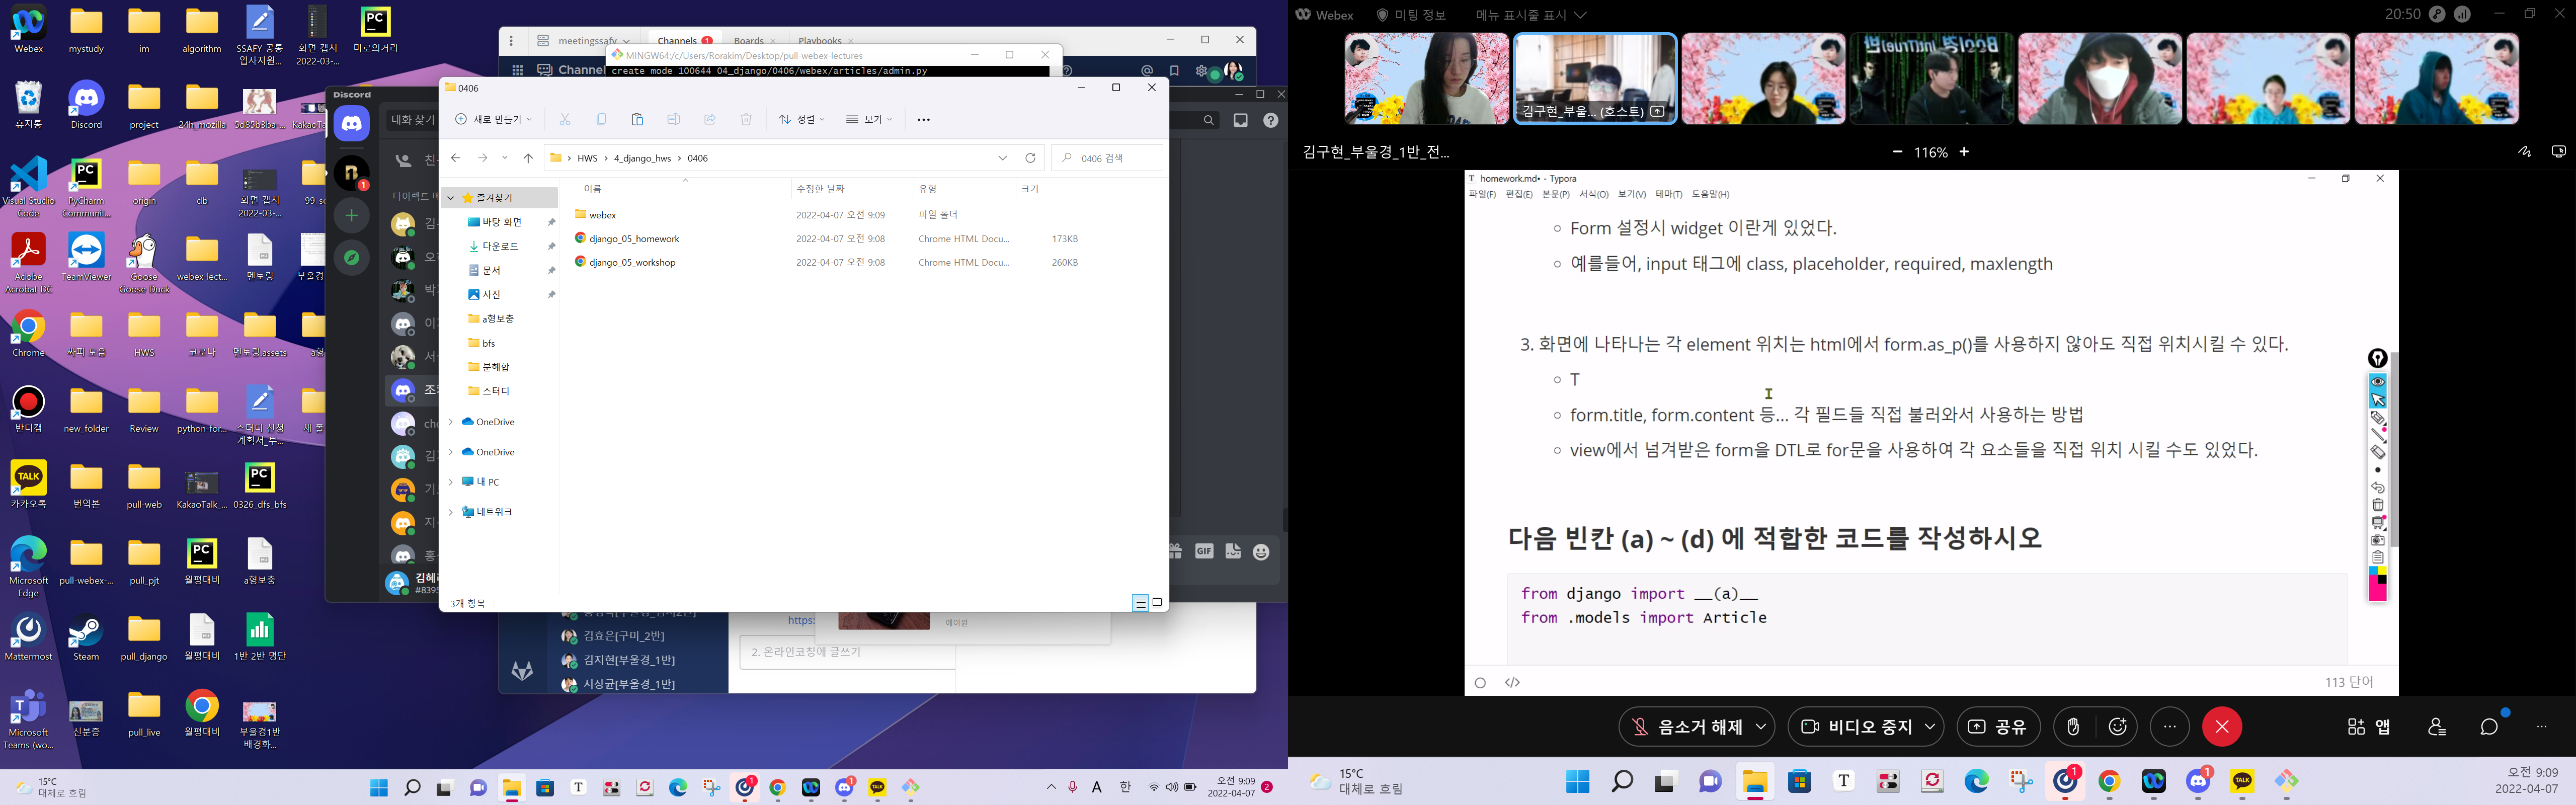 Webex
mystudy
im
algorithm
SSAFY 공통
입사지원...
화면 캡처
2022-03-...
미로의거리
휴지통
Discord
project
24h_mozilla
5d85b3ba-...
Visual Studio
Code
PyCharm
Communit...
origin
db
화면 캡처
2022-03-...
Adobe
Acrobat DC
TeamViewer
Goose
Goose Duck
webex-lect...
멘토링
Chrome
싸피 모음
HWS
코로나
멘토링.assets
반디캠
new_folder
Review
python-for...
스터디 신청
계획서_부...
새 폴
카카오톡
번역본
pull-web
KakaoTalk_...
0326_dfs_bfs
Microsoft
Edge
pull-webex-...
pull_pjt
월평대비
a형보충
Mattermost
Steam
pull_django
월평대비
1반 2반 명단
Microsoft
Teams (wo...
신분증
pull_live
월평대비
부울경1반
배경화...
meetingssafy
Channels 1
Boards
Playbooks
MINGW64:/c/Users/Rorakim/Desktop/pull-webex-lectures
create mode 100644 04_django/0406/webex/articles/admin.py
Discord
대화 찾기
0406
새로 만들기
정렬
보기
HWS > 4_django_hws > 0406
0406 검색
즐겨찾기
바탕 화면
다운로드
문서
사진
a형보충
bfs
분해합
스터디
OneDrive
OneDrive
내 PC
네트워크
이름 수정한 날짜 유형 크기
webex 2022-04-07 오전 9:09 파일 폴더
django_05_homework 2022-04-07 오전 9:08 Chrome HTML Docu... 173KB
django_05_workshop 2022-04-07 오전 9:08 Chrome HTML Docu... 260KB
3개 항목
#8395
GIF
김효은[구미_2반]
김지현[부울경_1반]
서상균[부울경_1반]
https:
에이원
2. 온라인코칭에 글쓰기
15°C
대체로 흐림
A 한
오전 9:09
2022-04-07
2
Webex 미팅 정보 메뉴 표시줄 표시
20:50
김구현_부울... (호스트)
김구현_부울경_1반_전...
116%
homework.md• - Typora
파일(F) 편집(E) 본문(P) 서식(O) 보기(V) 테마(T) 도움말(H)
Form 설정시 widget 이란게 있었다.
예를들어, input 태그에 class, placeholder, required, maxlength
3. 화면에 나타나는 각 element 위치는 html에서 form.as_p()를 사용하지 않아도 직접 위치시킬 수 있다.
T
form.title, form.content 등... 각 필드들 직접 불러와서 사용하는 방법
view에서 넘겨받은 form을 DTL로 for문을 사용하여 각 요소들을 직접 위치 시킬 수도 있었다.
다음 빈칸 (a) ~ (d) 에 적합한 코드를 작성하시오
from django import __(a)__
from .models import Article
113 단어
음소거 해제
비디오 중지
공유
앱
15°C
대체로 흐림
오전 9:09
2022-04-07